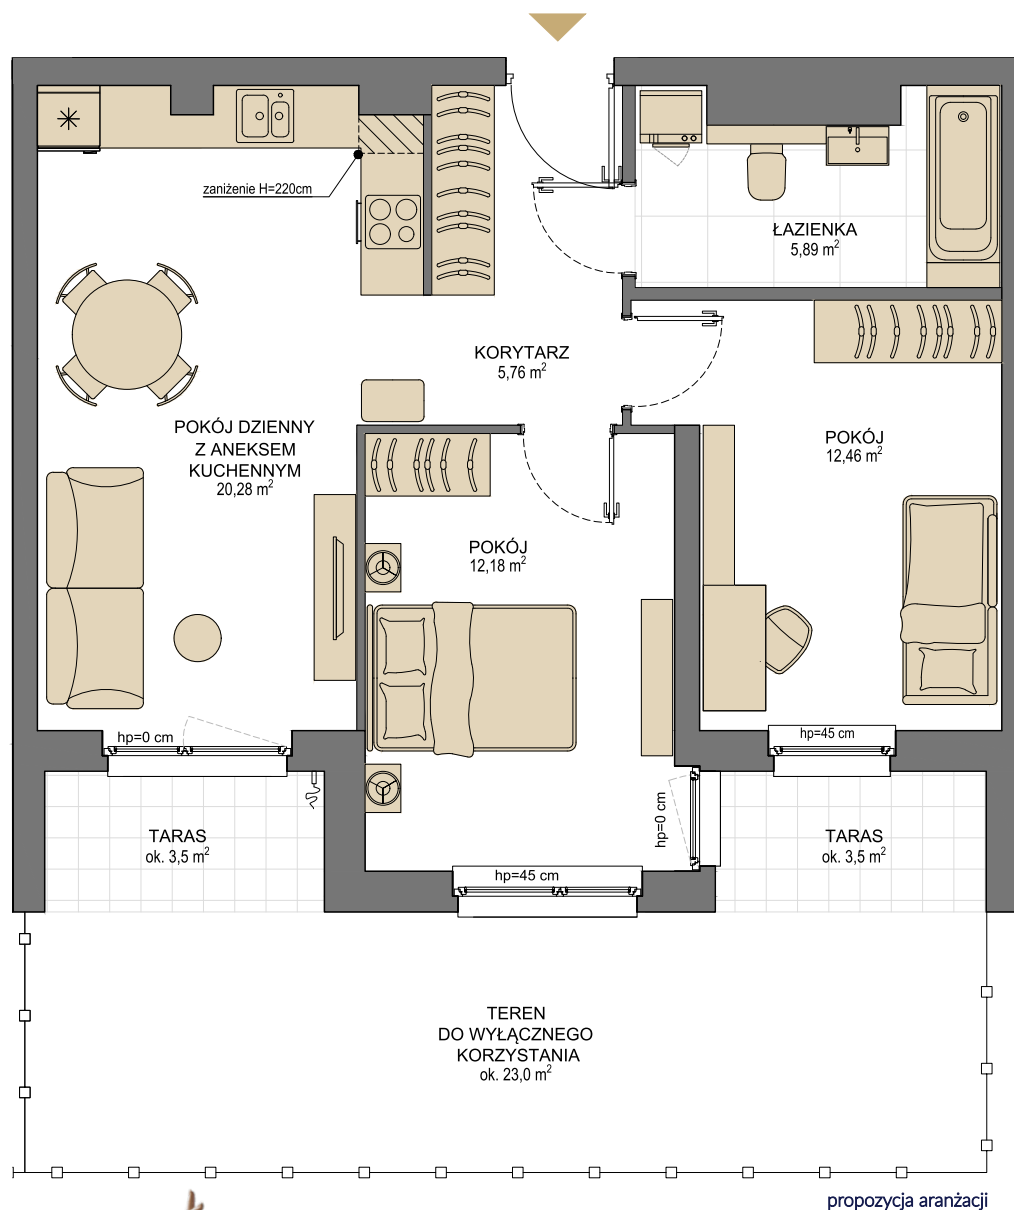 zaniżenie H=220cm
ŁAZIENKA
5,89 m²
KORYTARZ
5,76 m²
POKÓJ DZIENNY
Z ANEKSEM
KUCHENNYM
20,28 m²
POKÓJ
12,46 m²
POKÓJ
12,18 m²
hp=0 cm
hp=45 cm
hp=0 cm
TARAS
ok. 3,5 m²
TARAS
ok. 3,5 m²
hp=45 cm
TEREN
DO WYŁĄCZNEGO
KORZYSTANIA
ok. 23,0 m²
propozycja aranżacji